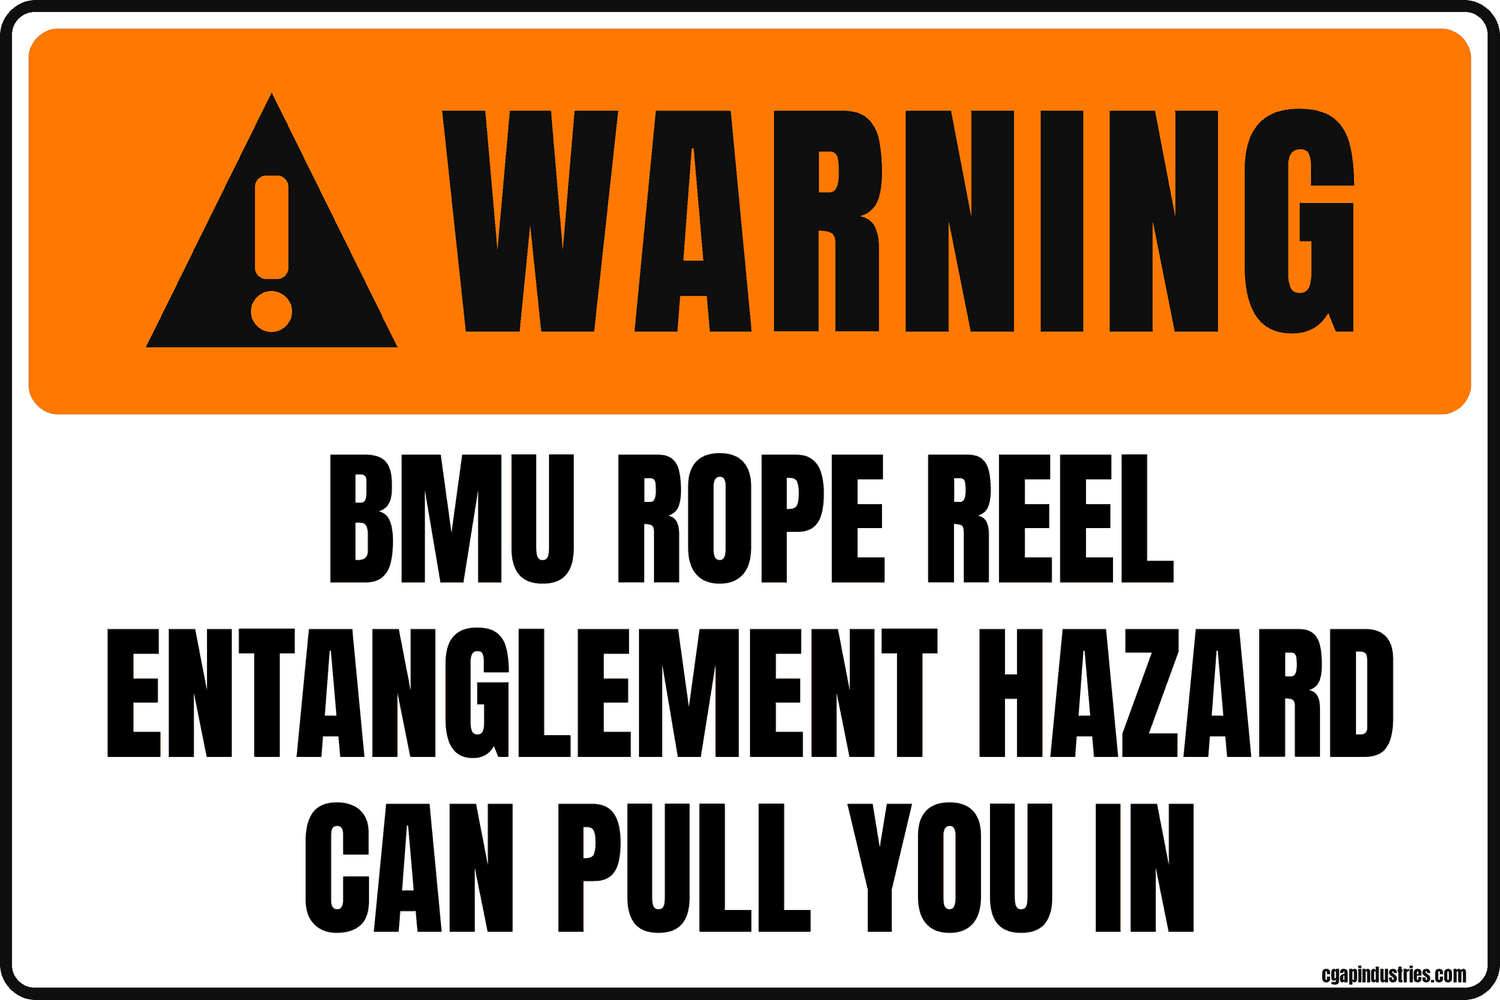 WARNING
BMU ROPE REEL
ENTANGLEMENT HAZARD
CAN PULL YOU IN
cgapindustries.com